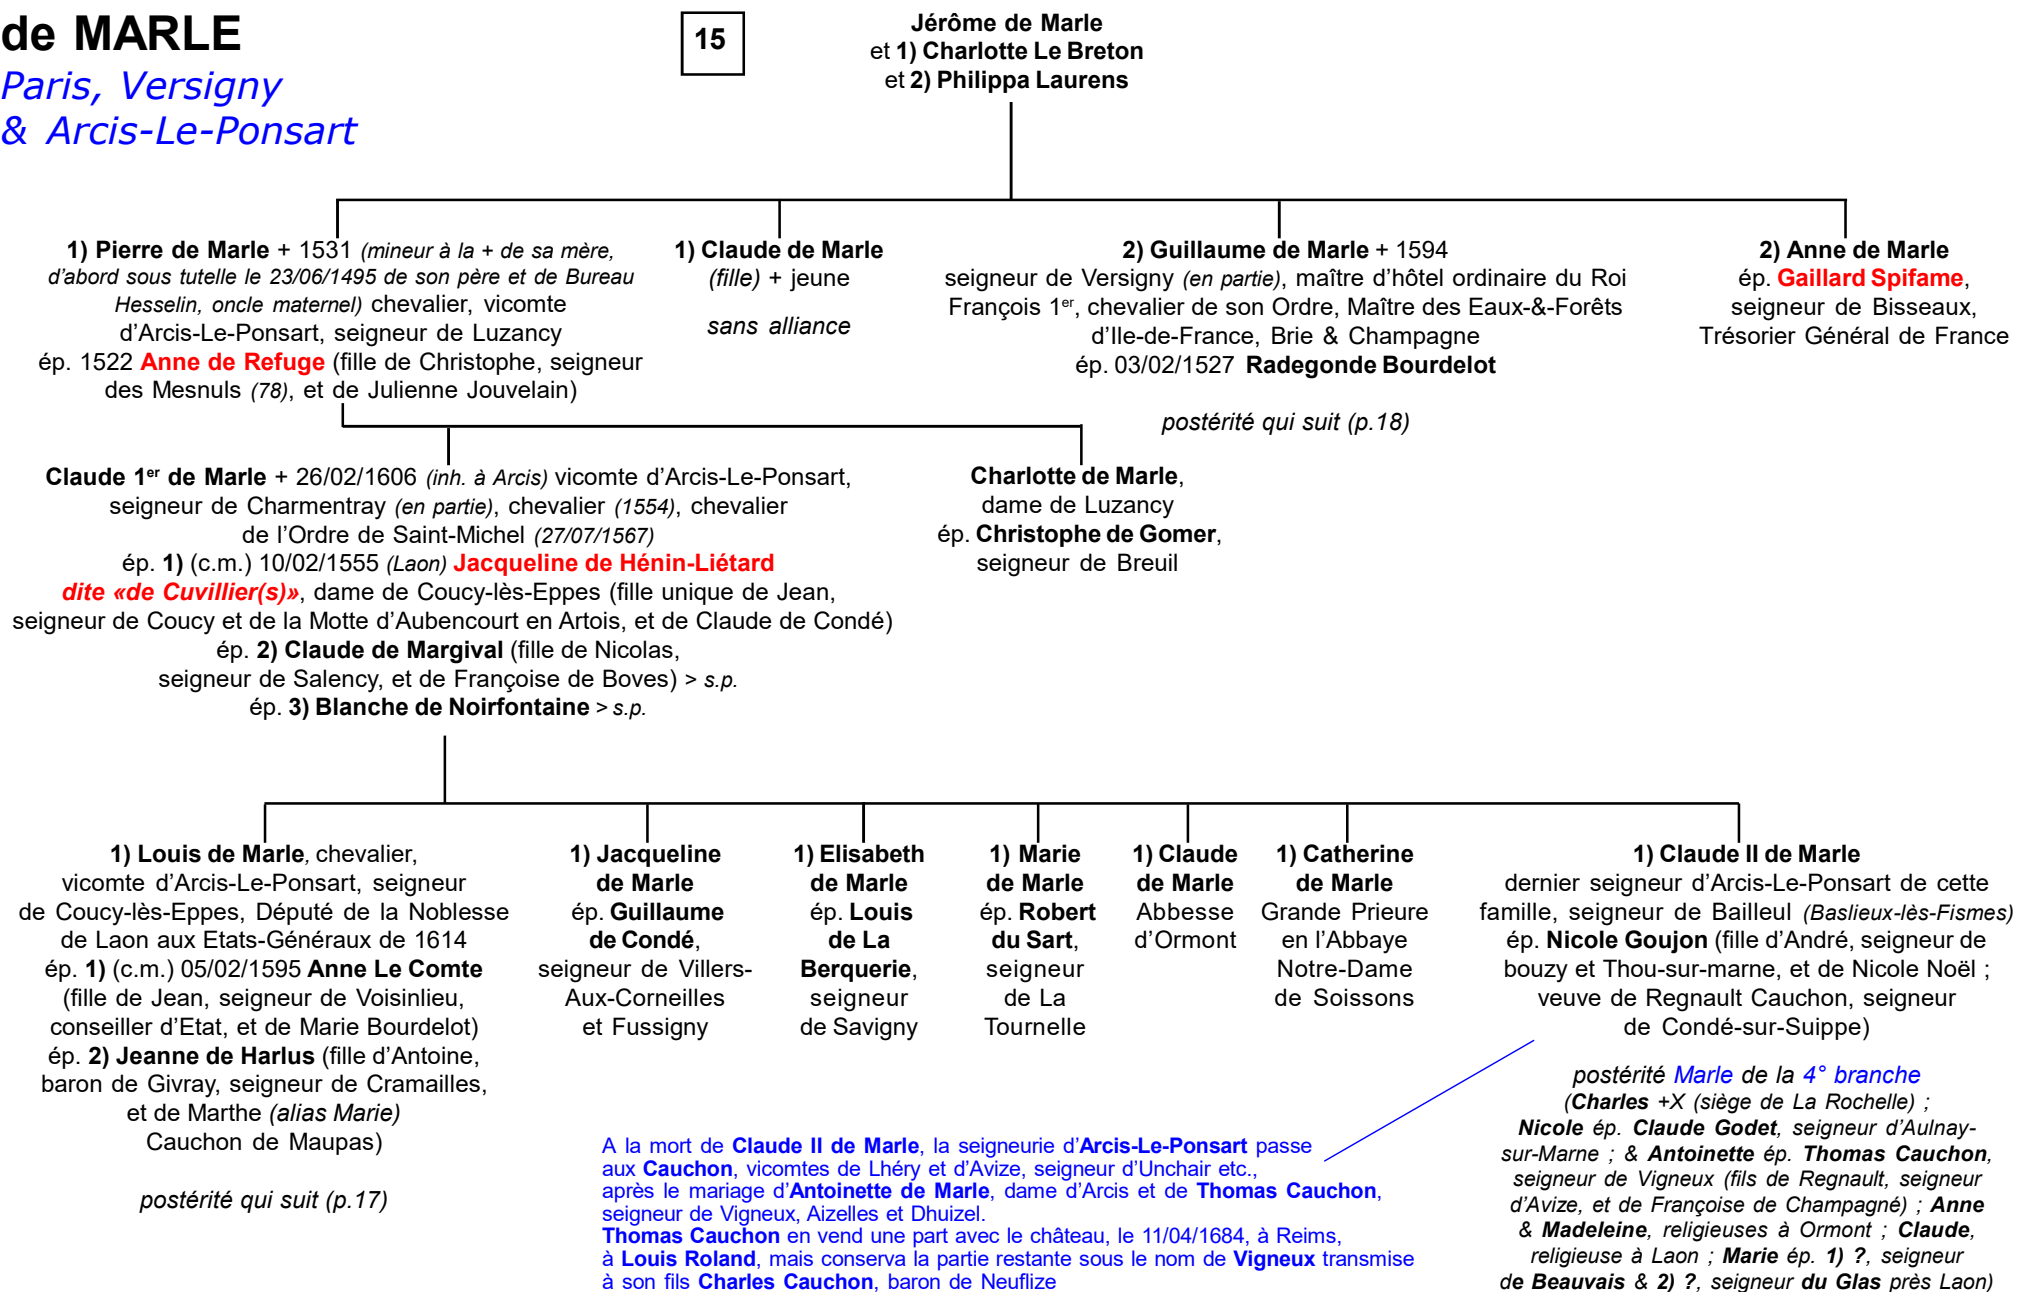 de MARLE
Paris, Versigny
& Arcis-Le-Ponsart
15
Jérôme de Marle
et 1) Charlotte Le Breton
et 2) Philippa Laurens
1) Pierre de Marle + 1531 (mineur à la + de sa mère,
d'abord sous tutelle le 23/06/1495 de son père et de Bureau
Hesselin, oncle maternel) chevalier, vicomte
d'Arcis-Le-Ponsart, seigneur de Luzancy
ép. 1522 Anne de Refuge (fille de Christophe, seigneur
des Mesnuls (78), et de Julienne Jouvelain)
1) Claude de Marle
(fille) + jeune
sans alliance
2) Guillaume de Marle + 1594
seigneur de Versigny (en partie), maître d'hôtel ordinaire du Roi
François 1er, chevalier de son Ordre, Maître des Eaux-&-Forêts
d'Ile-de-France, Brie & Champagne
ép. 03/02/1527 Radegonde Bourdelot
postérité qui suit (p.18)
2) Anne de Marle
ép. Gaillard Spifame,
seigneur de Bisseaux,
Trésorier Général de France
Claude 1er de Marle + 26/02/1606 (inh. à Arcis) vicomte d'Arcis-Le-Ponsart,
seigneur de Charmentray (en partie), chevalier (1554), chevalier
de l'Ordre de Saint-Michel (27/07/1567)
ép. 1) (c.m.) 10/02/1555 (Laon) Jacqueline de Hénin-Liétard
dite «de Cuvillier(s)», dame de Coucy-lès-Eppes (fille unique de Jean,
seigneur de Coucy et de la Motte d'Aubencourt en Artois, et de Claude de Condé)
ép. 2) Claude de Margival (fille de Nicolas,
seigneur de Salency, et de Françoise de Boves) > s.p.
ép. 3) Blanche de Noirfontaine > s.p.
Charlotte de Marle,
dame de Luzancy
ép. Christophe de Gomer,
seigneur de Breuil
1) Louis de Marle, chevalier,
vicomte d'Arcis-Le-Ponsart, seigneur
de Coucy-lès-Eppes, Député de la Noblesse
de Laon aux Etats-Généraux de 1614
ép. 1) (c.m.) 05/02/1595 Anne Le Comte
(fille de Jean, seigneur de Voisinlieu,
conseiller d'Etat, et de Marie Bourdelot)
ép. 2) Jeanne de Harlus (fille d'Antoine,
baron de Givray, seigneur de Cramailles,
et de Marthe (alias Marie)
Cauchon de Maupas)
postérité qui suit (p.17)
1) Jacqueline
de Marle
ép. Guillaume
de Condé,
seigneur de Villers-
Aux-Corneilles
et Fussigny
1) Elisabeth
de Marle
ép. Louis
de La
Berquerie,
seigneur
de Savigny
1) Marie
de Marle
ép. Robert
du Sart,
seigneur
de La
Tournelle
1) Claude
de Marle
Abbesse
d'Ormont
1) Catherine
de Marle
Grande Prieure
en l'Abbaye
Notre-Dame
de Soissons
1) Claude II de Marle
dernier seigneur d'Arcis-Le-Ponsart de cette
famille, seigneur de Bailleul (Baslieux-lès-Fismes)
ép. Nicole Goujon (fille d'André, seigneur de
bouzy et Thou-sur-marne, et de Nicole Noël ;
veuve de Regnault Cauchon, seigneur
de Condé-sur-Suippe)
postérité Marle de la 4° branche
(Charles +X (siège de La Rochelle) ;
Nicole ép. Claude Godet, seigneur d'Aulnay-
sur-Marne ; & Antoinette ép. Thomas Cauchon,
seigneur de Vigneux (fils de Regnault, seigneur
d'Avize, et de Françoise de Champagné) ; Anne
& Madeleine, religieuses à Ormont ; Claude,
religieuse à Laon ; Marie ép. 1) ?, seigneur
de Beauvais & 2) ?, seigneur du Glas près Laon)
A la mort de Claude II de Marle, la seigneurie d'Arcis-Le-Ponsart passe
aux Cauchon, vicomtes de Lhéry et d'Avize, seigneur d'Unchair etc.,
après le mariage d'Antoinette de Marle, dame d'Arcis et de Thomas Cauchon,
seigneur de Vigneux, Aizelles et Dhuizel.
Thomas Cauchon en vend une part avec le château, le 11/04/1684, à Reims,
à Louis Roland, mais conserva la partie restante sous le nom de Vigneux transmise
à son fils Charles Cauchon, baron de Neuflize